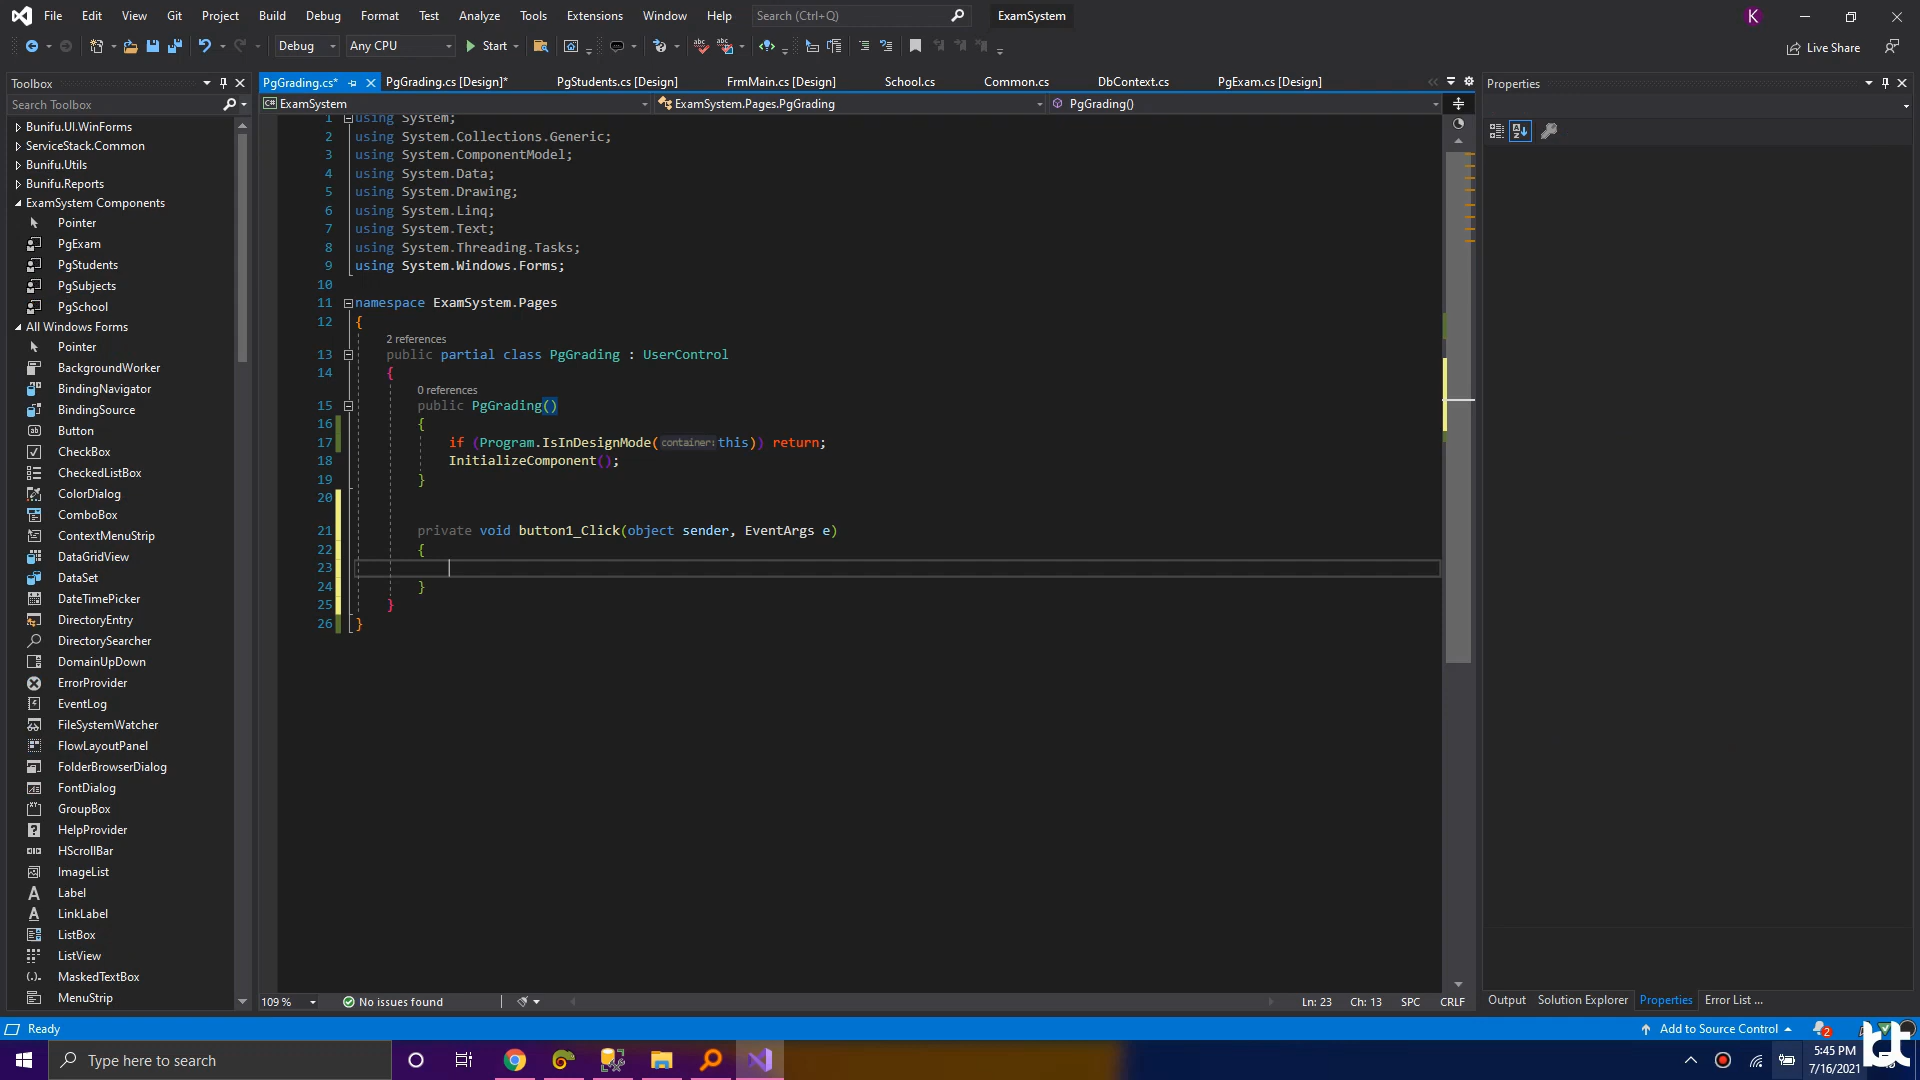 File Edit View Git Project Build Debug Format Test Analyze Tools Extensions Window Help Search (Ctrl+Q) ExamSystem K
Debug Any CPU Start Live Share
Toolbox
Search Toolbox
Bunifu.UI.WinForms
ServiceStack.Common
Bunifu.Utils
Bunifu.Reports
ExamSystem Components
Pointer
PgExam
PgStudents
PgSubjects
PgSchool
All Windows Forms
Pointer
BackgroundWorker
BindingNavigator
BindingSource
Button
CheckBox
CheckedListBox
ColorDialog
ComboBox
ContextMenuStrip
DataGridView
DataSet
DateTimePicker
DirectoryEntry
DirectorySearcher
DomainUpDown
ErrorProvider
EventLog
FileSystemWatcher
FlowLayoutPanel
FolderBrowserDialog
FontDialog
GroupBox
HelpProvider
HScrollBar
ImageList
Label
LinkLabel
ListBox
ListView
MaskedTextBox
MenuStrip
PgGrading.cs* PgGrading.cs [Design]* PgStudents.cs [Design] FrmMain.cs [Design] School.cs Common.cs DbContext.cs PgExam.cs [Design]
ExamSystem ExamSystem.Pages.PgGrading PgGrading()
1 using System;
2 using System.Collections.Generic;
3 using System.ComponentModel;
4 using System.Data;
5 using System.Drawing;
6 using System.Linq;
7 using System.Text;
8 using System.Threading.Tasks;
9 using System.Windows.Forms;
10
11 namespace ExamSystem.Pages
12 {
2 references
13 public partial class PgGrading : UserControl
14 {
0 references
15 public PgGrading()
16 {
17 if (Program.IsInDesignMode(container:this)) return;
18 InitializeComponent();
19 }
20
21 private void button1_Click(object sender, EventArgs e)
22 {
23
24 }
25 }
26 }
109 % No issues found Ln: 23 Ch: 13 SPC CRLF
Properties
Output Solution Explorer Properties Error List ...
Ready Add to Source Control 2
Type here to search
5:45 PM
7/16/2021